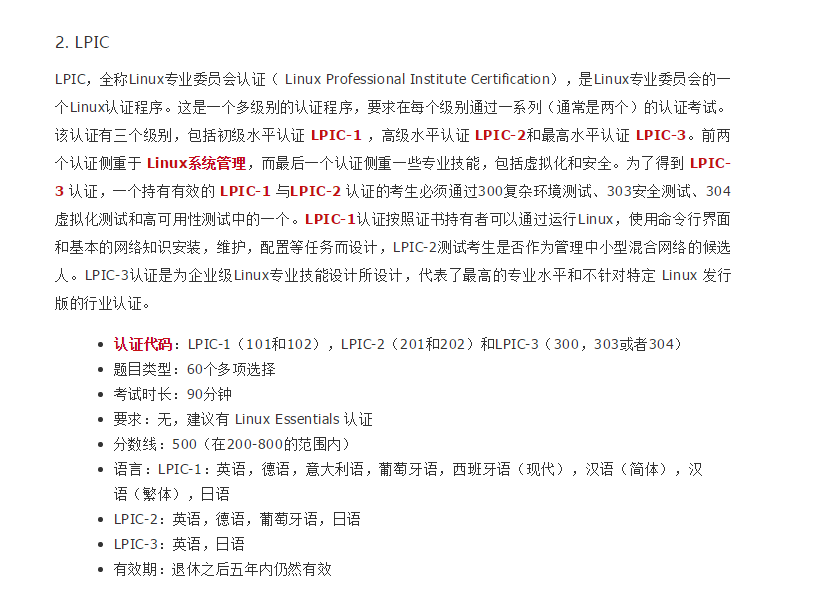 2. LPIC
LPIC，全称Linux专业委员会认证（ Linux Professional Institute Certification），是Linux专业委员会的一
个Linux认证程序。这是一个多级别的认证程序，要求在每个级别通过一系列（通常是两个）的认证考试。
该认证有三个级别，包括初级水平认证 LPIC-1 ，高级水平认证 LPIC-2和最高水平认证 LPIC-3。前两
个认证侧重于 Linux系统管理，而最后一个认证侧重一些专业技能，包括虚拟化和安全。为了得到 LPIC-
3 认证，一个持有有效的 LPIC-1 与LPIC-2 认证的考生必须通过300复杂环境测试、303安全测试、304
虚拟化测试和高可用性测试中的一个。LPIC-1认证按照证书持有者可以通过运行Linux，使用命令行界面
和基本的网络知识安装，维护，配置等任务而设计，LPIC-2测试考生是否作为管理中小型混合网络的候选
人。LPIC-3认证是为企业级Linux专业技能设计所设计，代表了最高的专业水平和不针对特定 Linux 发行
版的行业认证。
• 认证代码：LPIC-1（101和102），LPIC-2（201和202）和LPIC-3（300，303或者304）
• 题目类型：60个多项选择
• 考试时长：90分钟
• 要求：无，建议有 Linux Essentials 认证
• 分数线：500（在200-800的范围内）
• 语言：LPIC-1：英语，德语，意大利语，葡萄牙语，西班牙语（现代），汉语（简体），汉
语（繁体），日语
• LPIC-2：英语，德语，葡萄牙语，日语
• LPIC-3：英语，日语
• 有效期：退休之后五年内仍然有效